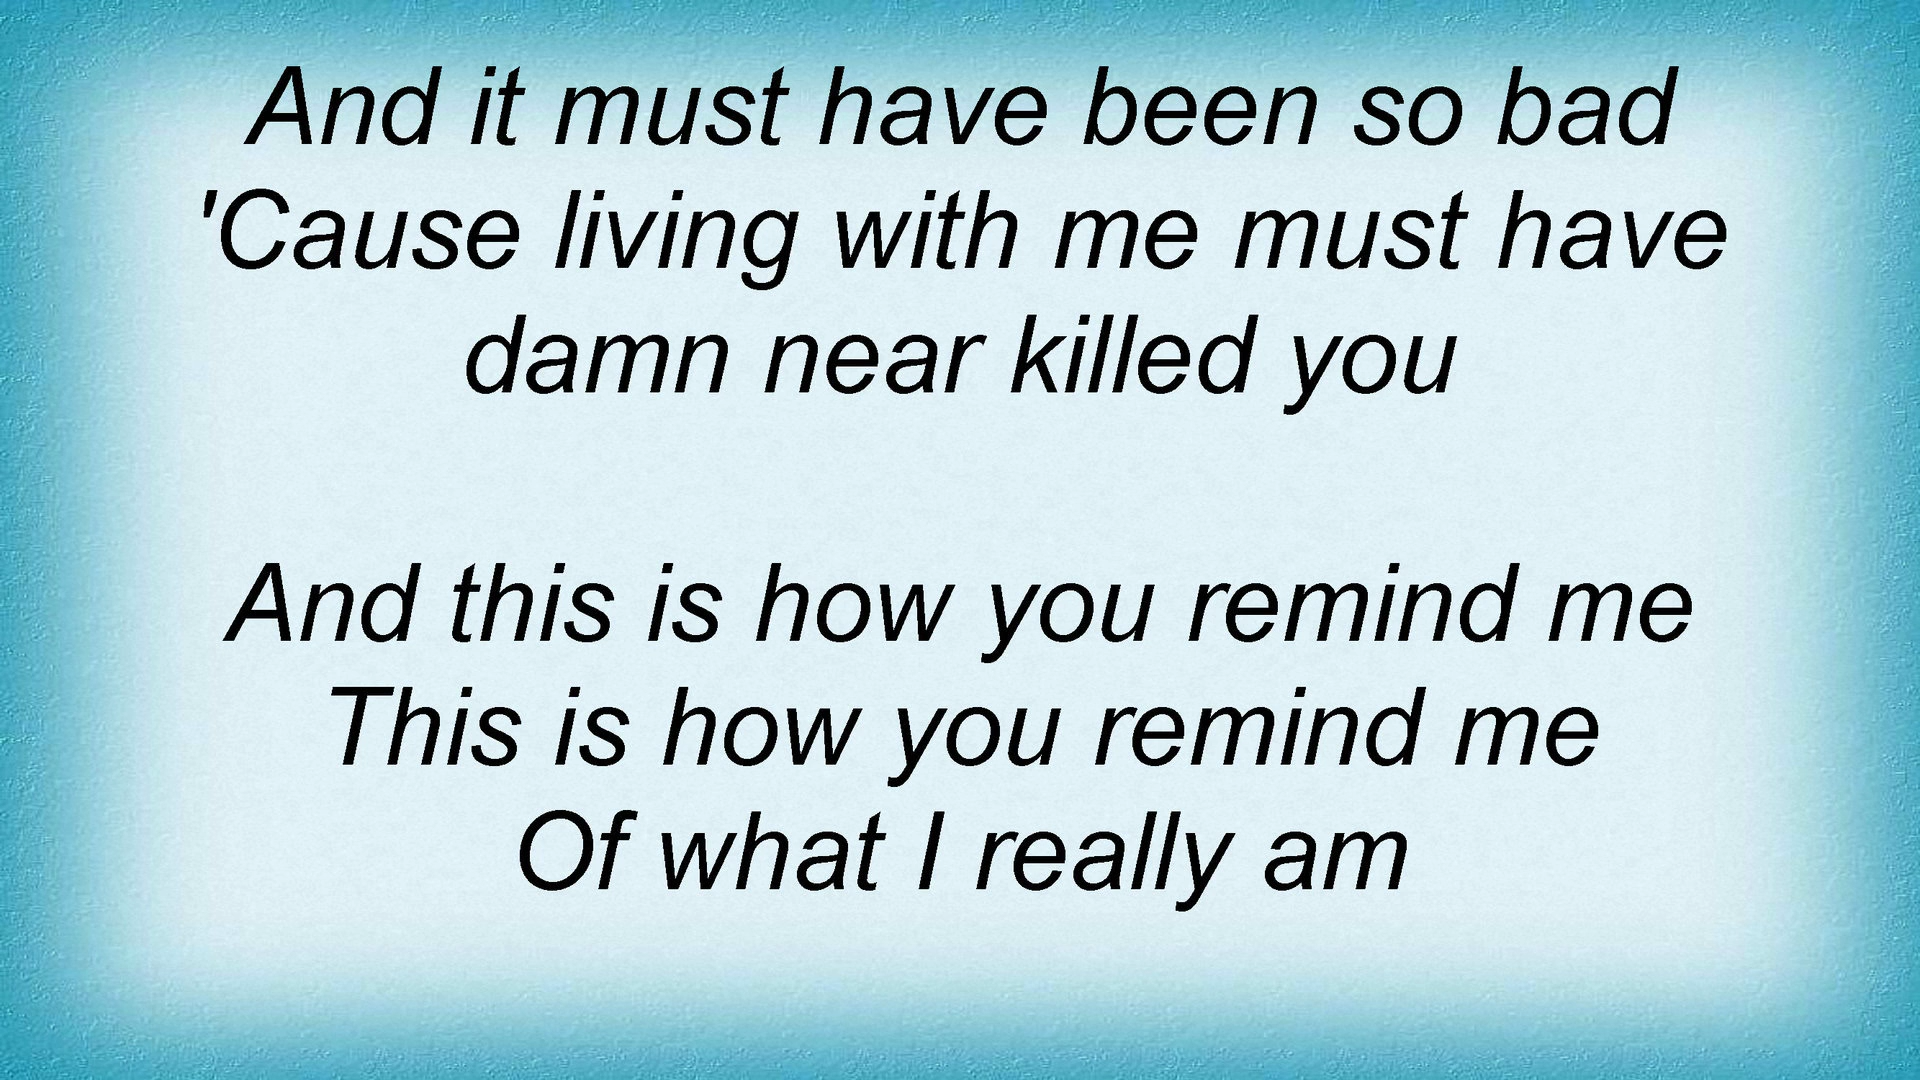 And it must have been so bad
'Cause living with me must have
damn near killed you
And this is how you remind me
This is how you remind me
Of what I really am